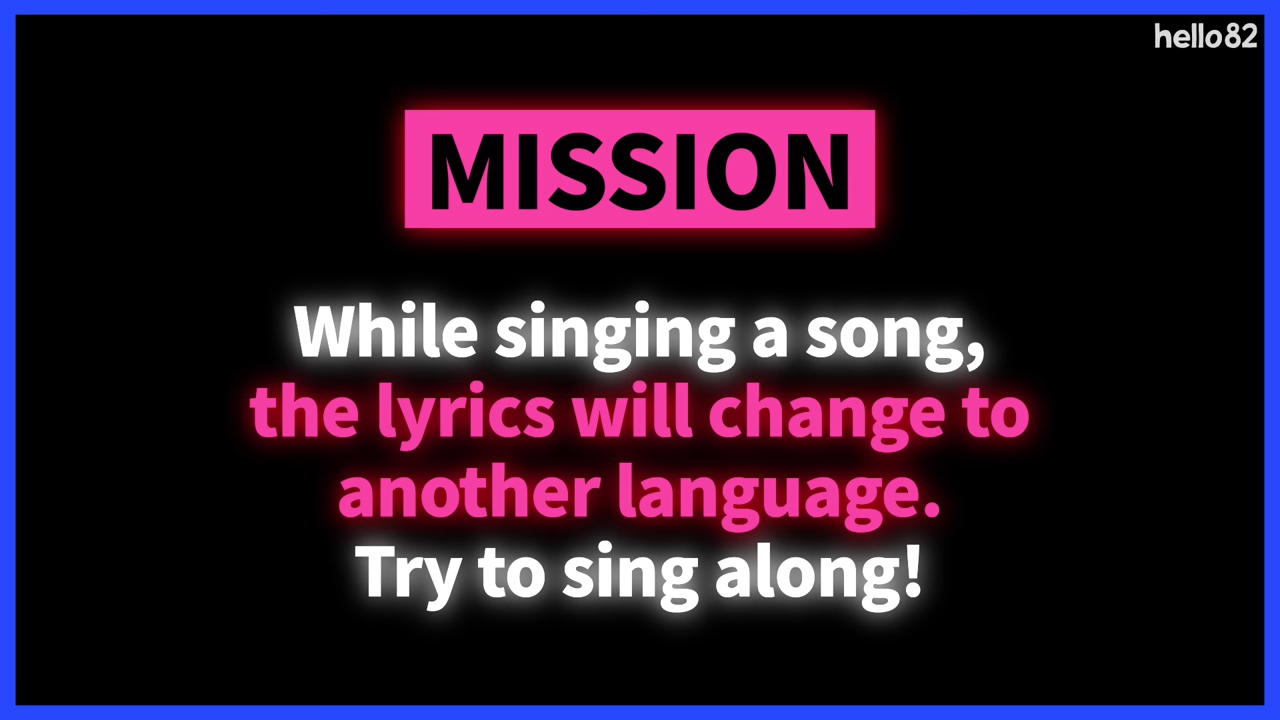 hello82
MISSION
While singing a song,
the lyrics will change to
another language.
Try to sing along!